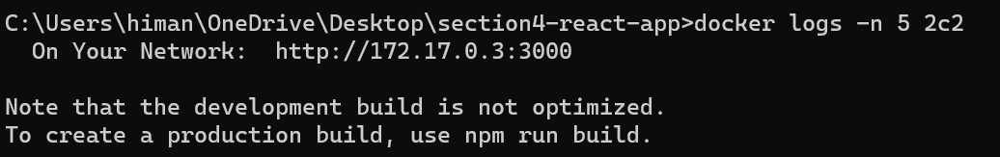 C:\Users\himan\OneDrive\Desktop\section4-react-app>docker logs -n 5 2c2
  On Your Network:  http://172.17.0.3:3000

Note that the development build is not optimized.
To create a production build, use npm run build.